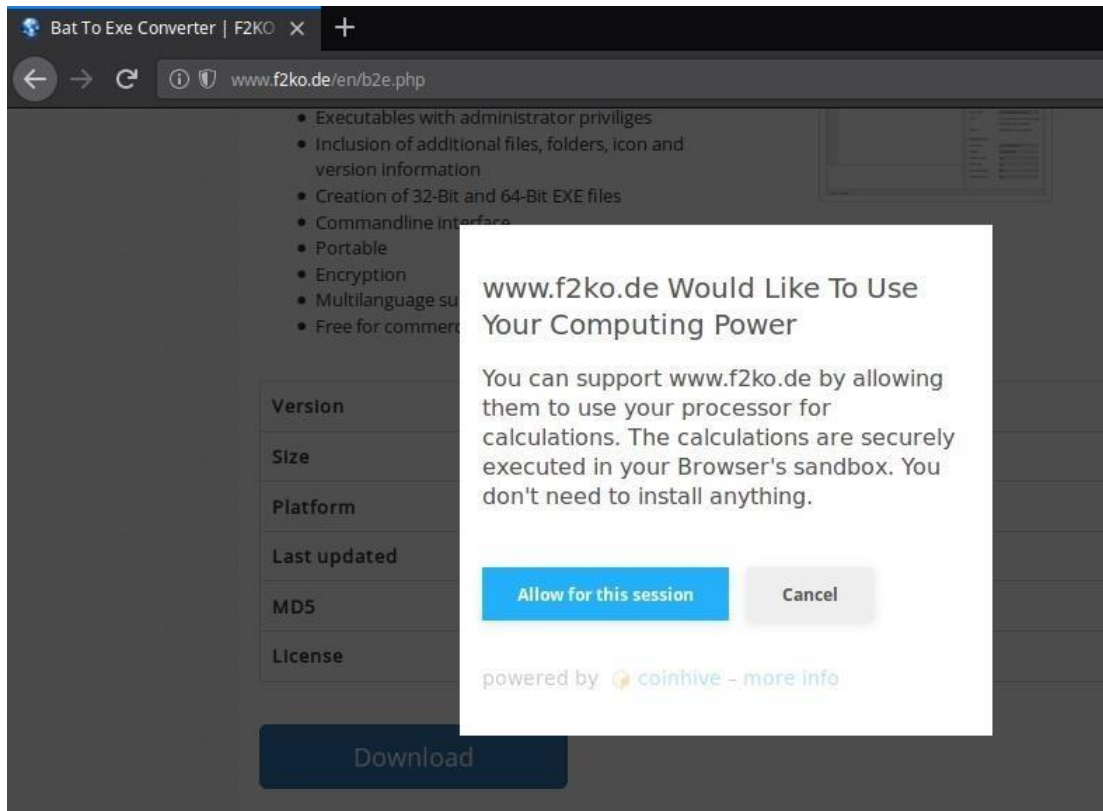 Bat To Exe Converter | F2KO
www.f2ko.de/en/b2e.php
Executables with administrator priviliges
Inclusion of additional files, folders, icon and
version information
Creation of 32-Bit and 64-Bit EXE files
Commandline interface
Portable
Encryption
Multilanguage su
Free for commerc
www.f2ko.de Would Like To Use
Your Computing Power
You can support www.f2ko.de by allowing
them to use your processor for
calculations. The calculations are securely
executed in your Browser's sandbox. You
don't need to install anything.
Allow for this session Cancel
powered by coinhive – more info
Version
Size
Platform
Last updated
MD5
License
Download